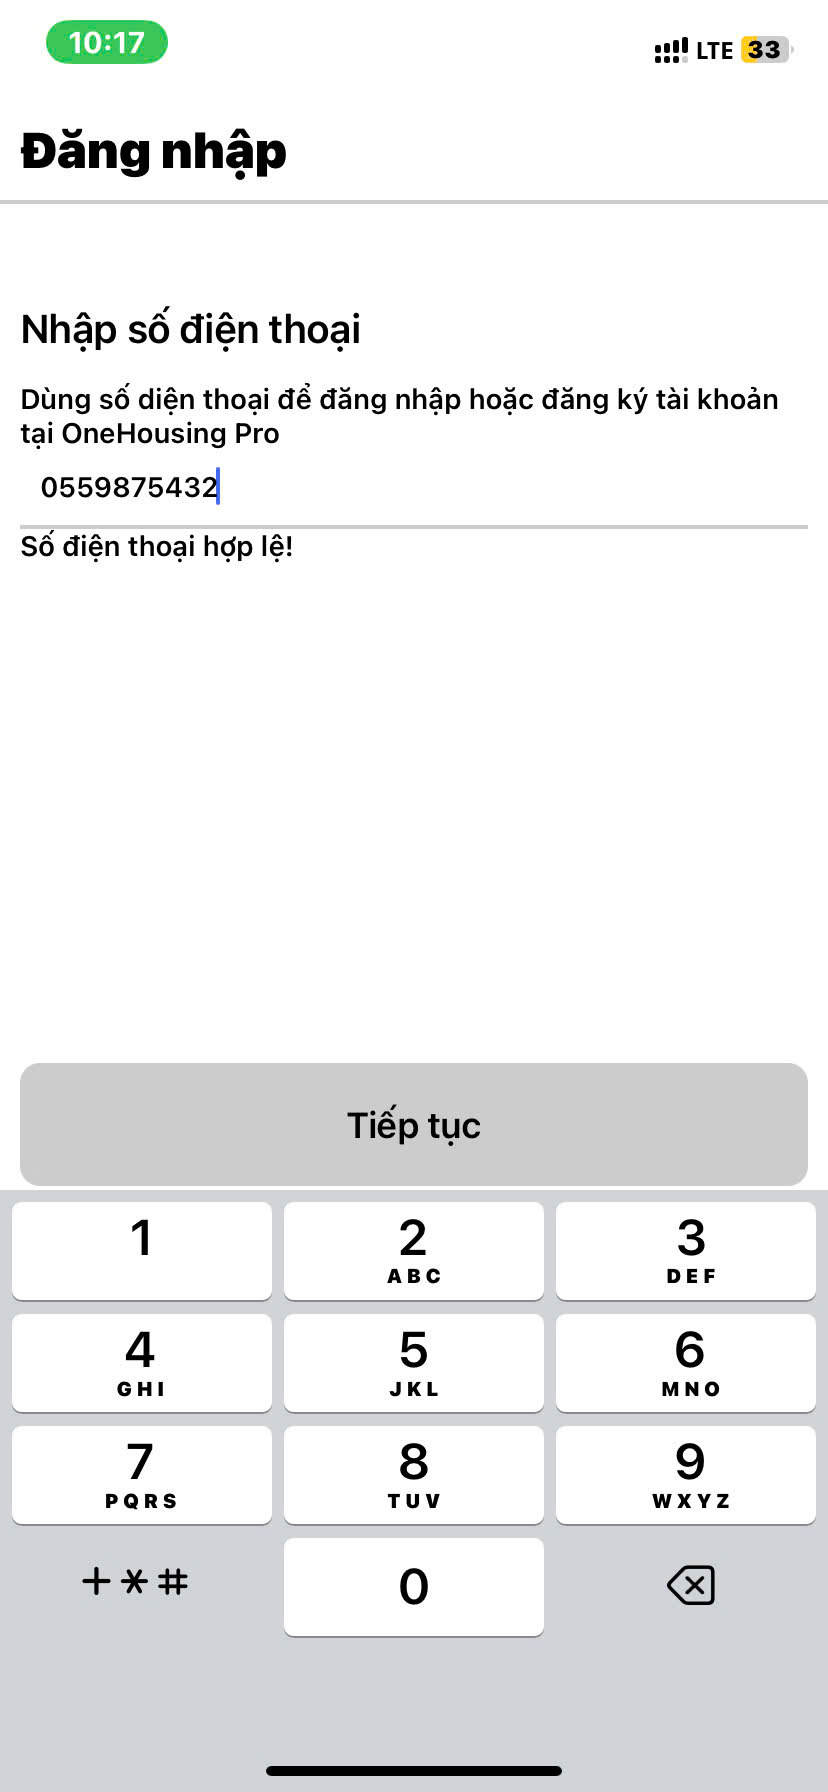 10:17
LTE 33
Đăng nhập
Nhập số điện thoại
Dùng số diện thoại để đăng nhập hoặc đăng ký tài khoản
tại OneHousing Pro
0559875432
Số điện thoại hợp lệ!
Tiếp tục
1 2 3
ABC DEF
4 5 6
GHI JKL MNO
7 8 9
PQRS TUV WXYZ
+*# 0